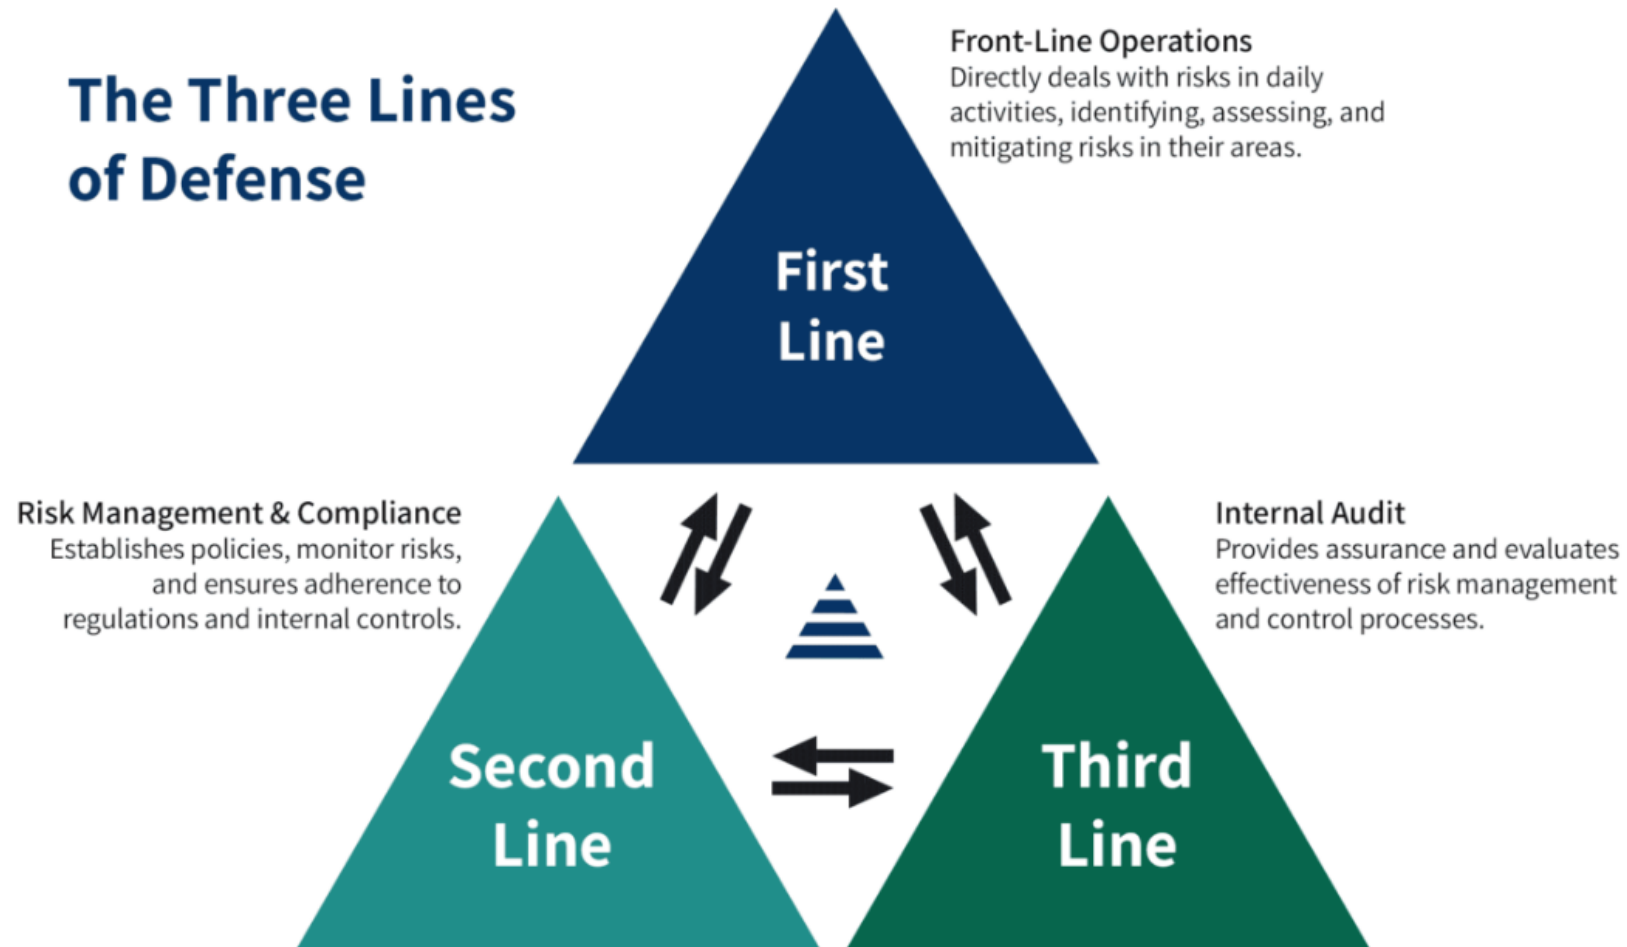 The Three Lines
of Defense
Front-Line Operations
Directly deals with risks in daily
activities, identifying, assessing, and
mitigating risks in their areas.
First
Line
Risk Management & Compliance
Establishes policies, monitor risks,
and ensures adherence to
regulations and internal controls.
Internal Audit
Provides assurance and evaluates
effectiveness of risk management
and control processes.
Second
Line
Third
Line